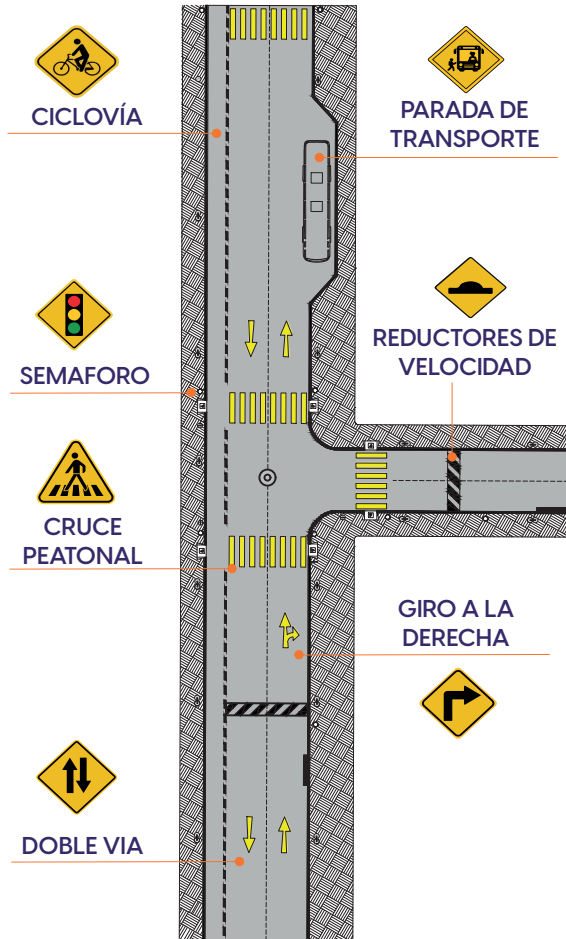 CICLOVÍA
PARADA DE
TRANSPORTE
SEMAFORO
REDUCTORES DE
VELOCIDAD
CRUCE
PEATONAL
GIRO A LA
DERECHA
DOBLE VIA